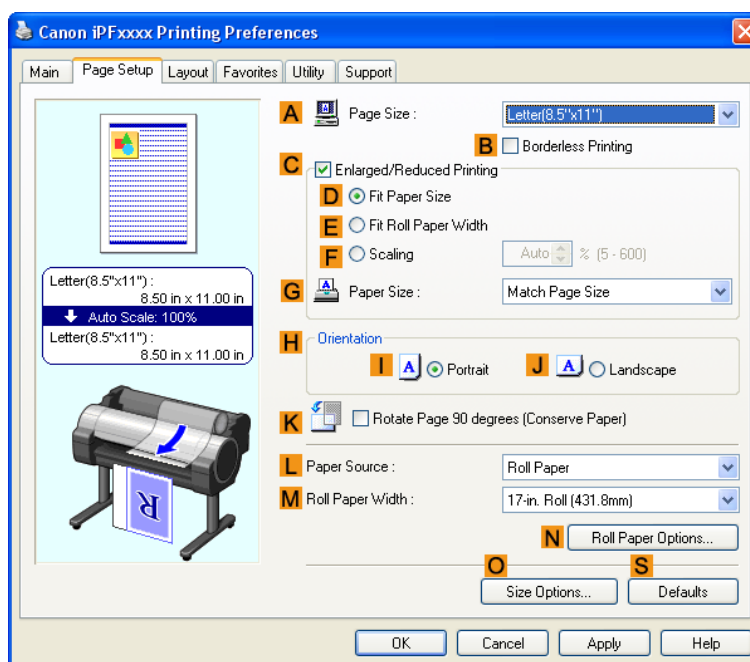 Canon iPFxxxx Printing Preferences
Main Page Setup Layout Favorites Utility Support
A Page Size : Letter(8.5"x11")
B Borderless Printing
C Enlarged/Reduced Printing
D Fit Paper Size
E Fit Roll Paper Width
F Scaling Auto % (5 - 600)
G Paper Size : Match Page Size
Letter(8.5"x11") :
8.50 in x 11.00 in
Auto Scale: 100%
Letter(8.5"x11") :
8.50 in x 11.00 in
H Orientation
I A Portrait J A Landscape
K Rotate Page 90 degrees (Conserve Paper)
L Paper Source : Roll Paper
M Roll Paper Width : 17-in. Roll (431.8mm)
N Roll Paper Options...
R
O S
Size Options... Defaults
OK Cancel Apply Help